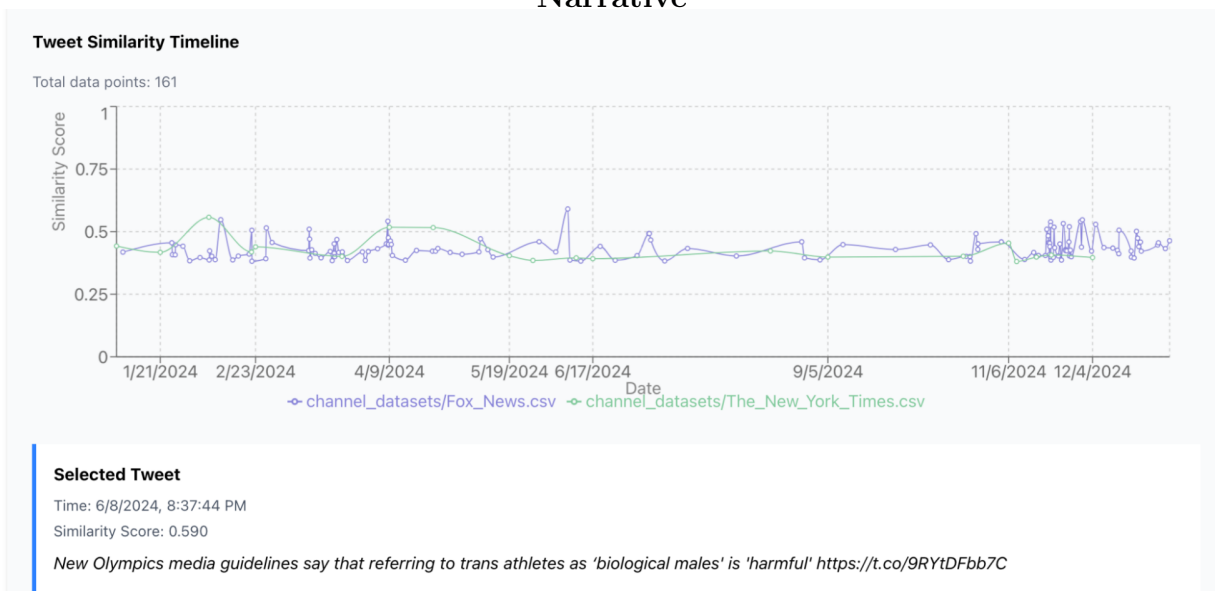 Narrative
Tweet Similarity Timeline
Total data points: 161
Similarity Score
1
0.75
0.5
0.25
0
1/21/2024 2/23/2024 4/9/2024 5/19/2024 6/17/2024 9/5/2024 11/6/2024 12/4/2024
Date
channel_datasets/Fox_News.csv channel_datasets/The_New_York_Times.csv
Selected Tweet
Time: 6/8/2024, 8:37:44 PM
Similarity Score: 0.590
New Olympics media guidelines say that referring to trans athletes as ‘biological males' is 'harmful' https://t.co/9RYtDFbb7C